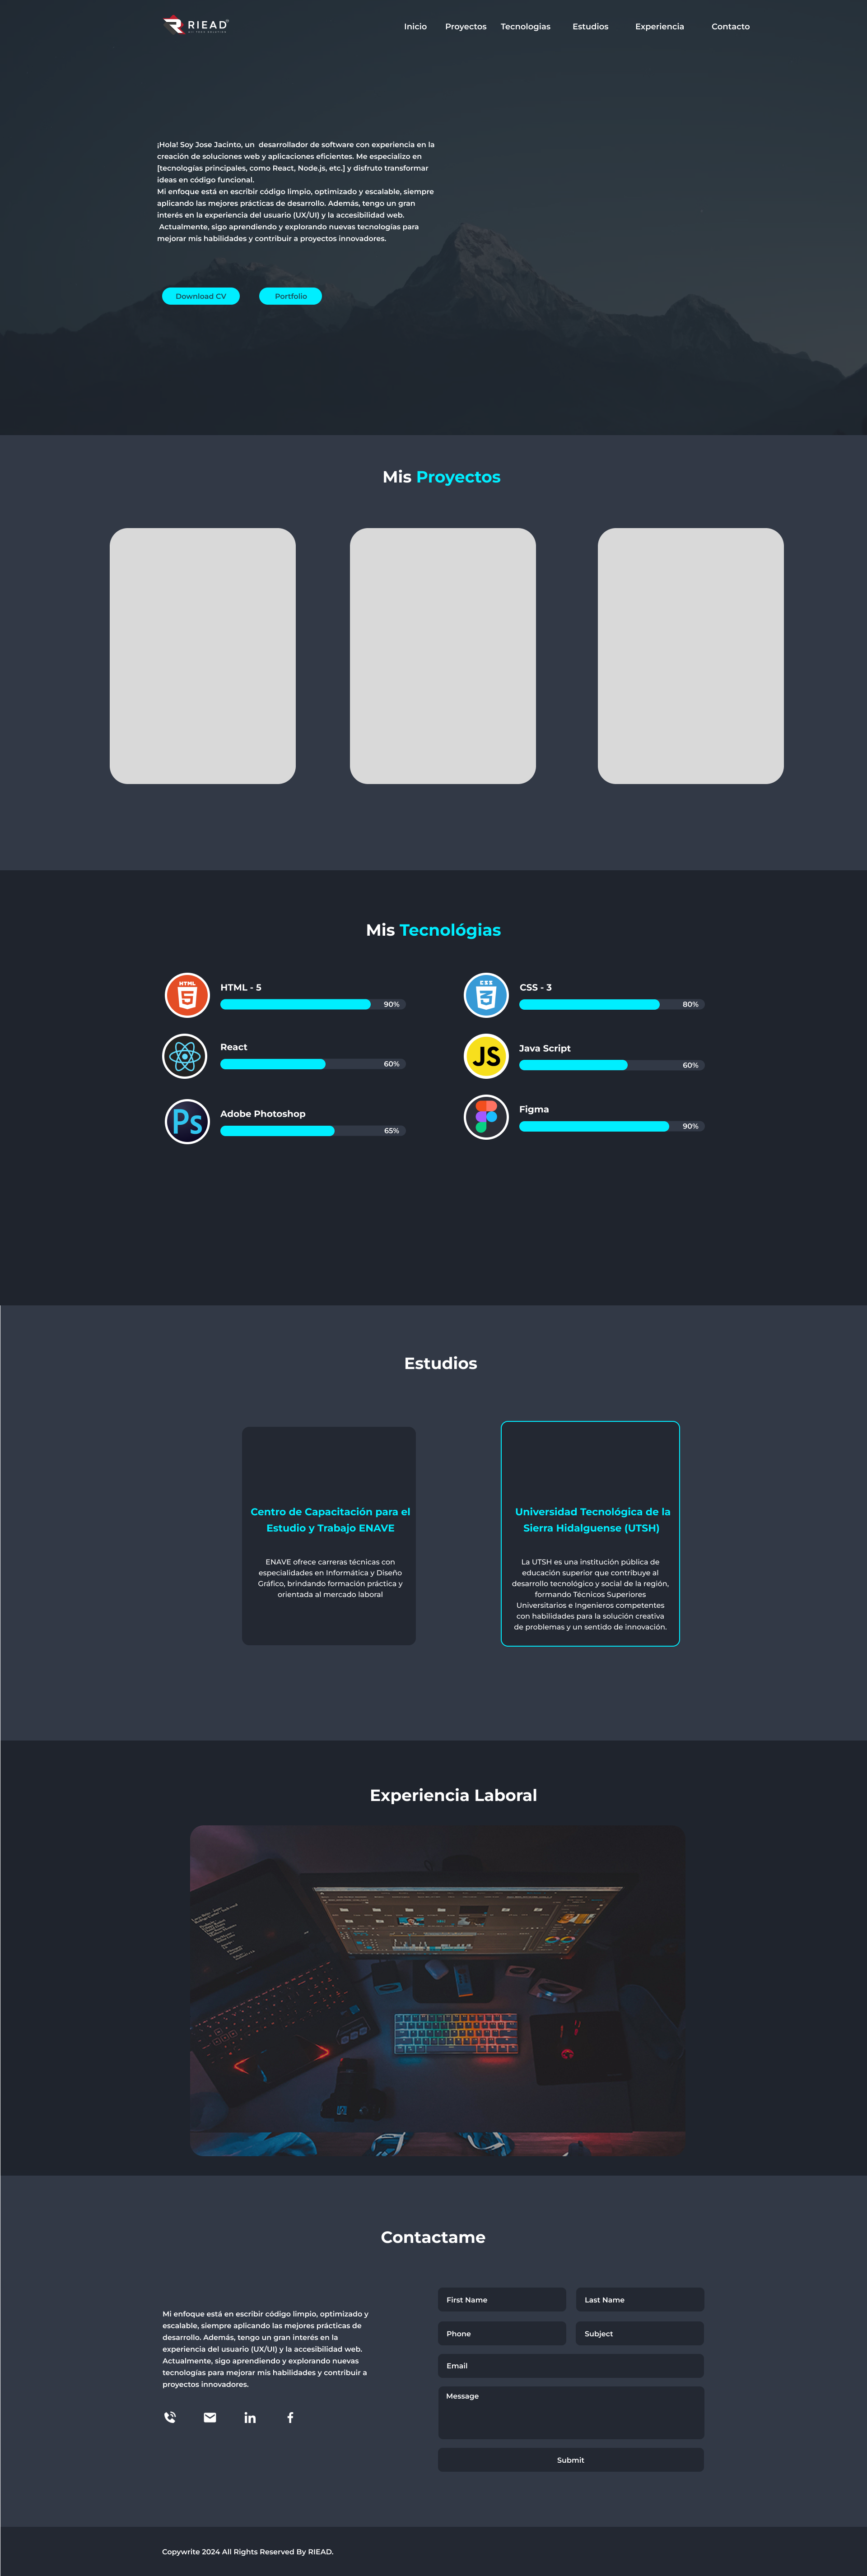 RIEAD
Inicio Proyectos Tecnologias Estudios Experiencia Contacto
¡Hola! Soy Jose Jacinto, un desarrollador de software con experiencia en la
creación de soluciones web y aplicaciones eficientes. Me especializo en
[tecnologías principales, como React, Node.js, etc.] y disfruto transformar
ideas en código funcional.
Mi enfoque está en escribir código limpio, optimizado y escalable, siempre
aplicando las mejores prácticas de desarrollo. Además, tengo un gran
interés en la experiencia del usuario (UX/UI) y la accesibilidad web.
Actualmente, sigo aprendiendo y explorando nuevas tecnologías para
mejorar mis habilidades y contribuir a proyectos innovadores.
Download CV Portfolio
Mis Proyectos
Mis Tecnológias
HTML
5
HTML - 5
90%
CSS
3
CSS - 3
80%
React
60%
JS
Java Script
60%
Ps
Adobe Photoshop
65%
Figma
90%
Estudios
Centro de Capacitación para el
Estudio y Trabajo ENAVE
ENAVE ofrece carreras técnicas con
especialidades en Informática y Diseño
Gráfico, brindando formación práctica y
orientada al mercado laboral
Universidad Tecnológica de la
Sierra Hidalguense (UTSH)
La UTSH es una institución pública de
educación superior que contribuye al
desarrollo tecnológico y social de la región,
formando Técnicos Superiores
Universitarios e Ingenieros competentes
con habilidades para la solución creativa
de problemas y un sentido de innovación.
Experiencia Laboral
Contactame
Mi enfoque está en escribir código limpio, optimizado y
escalable, siempre aplicando las mejores prácticas de
desarrollo. Además, tengo un gran interés en la
experiencia del usuario (UX/UI) y la accesibilidad web.
Actualmente, sigo aprendiendo y explorando nuevas
tecnologías para mejorar mis habilidades y contribuir a
proyectos innovadores.
First Name
Last Name
Phone
Subject
Email
Message
Submit
Copywrite 2024 All Rights Reserved By RIEAD.